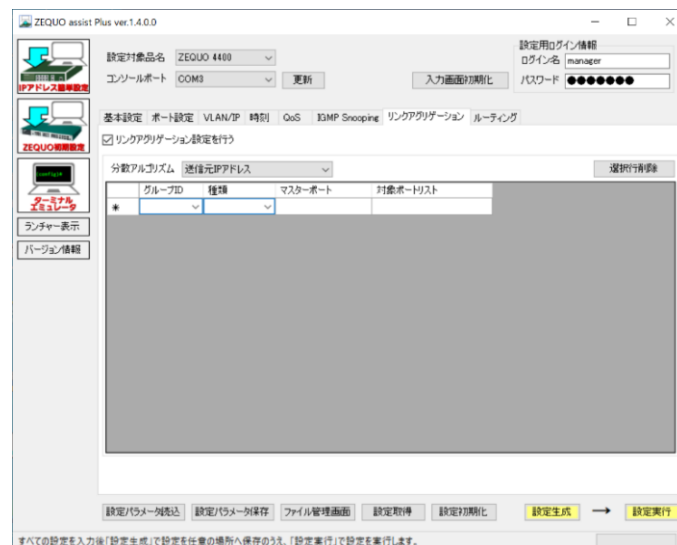 ZEQUO assist Plus ver.1.4.0.0
設定対象品名 ZEQUO 4400
コンソールポート COM3 更新 入力画面初期化
設定用ログイン情報
ログイン名 manager
パスワード ●●●●●●●
IPアドレス簡単設定
ZEQUO初期設定
config#
ターミナル
エミュレータ
ランチャー表示
バージョン情報
基本設定 ポート設定 VLAN/IP 時刻 QoS IGMP Snooping リンクアグリゲーション ルーティング
リンクアグリゲーション設定を行う
分散アルゴリズム 送信元IPアドレス 選択行削除
グループID 種類 マスターポート 対象ポートリスト
*
設定パラメータ読込 設定パラメータ保存 ファイル管理画面 設定取得 設定初期化 設定生成 → 設定実行
すべての設定を入力後「設定生成」で設定を任意の場所へ保存のうえ、「設定実行」で設定を実行します。